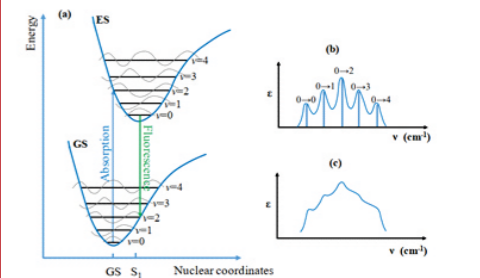 (a)
ES
Energy
v=4
v=3
v=2
v=1
v=0
Absorption
Fluorescence
GS
v=4
v=3
v=2
v=1
v=0
GS S₁ Nuclear coordinates
(b)
0→2
0→1 0→3
0→0 0→4
ε
ν (cm⁻¹)
(c)
ε
ν (cm⁻¹)